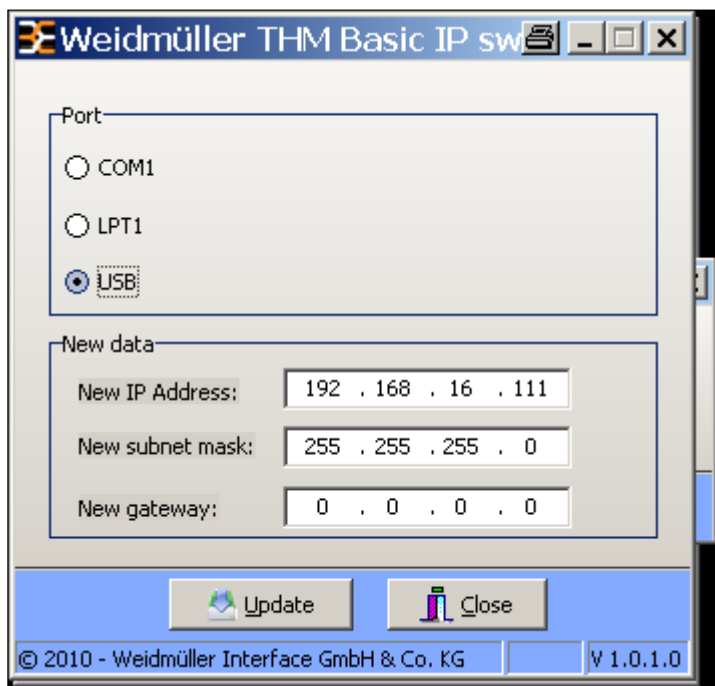 Weidmüller THM Basic IP sw
Port
COM1
LPT1
USB
New data
New IP Address: 192 . 168 . 16 . 111
New subnet mask: 255 . 255 . 255 . 0
New gateway: 0 . 0 . 0 . 0
Update Close
© 2010 - Weidmüller Interface GmbH & Co. KG V 1.0.1.0